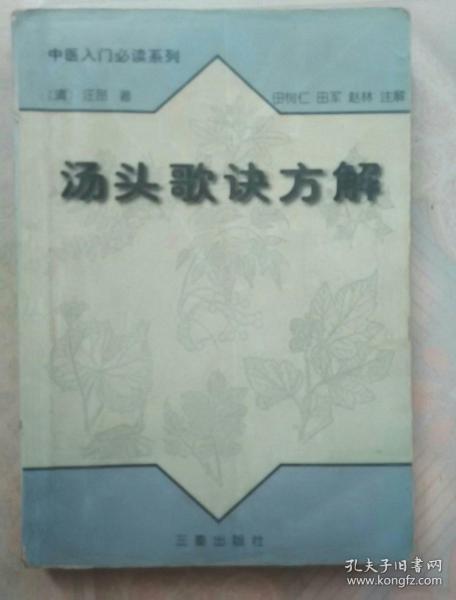 中医入门必读系列
〔清〕汪昂 著
田树仁 田军 赵林 注解
汤头歌诀方解
三秦出版社
孔夫子旧书网
www.kongfz.com